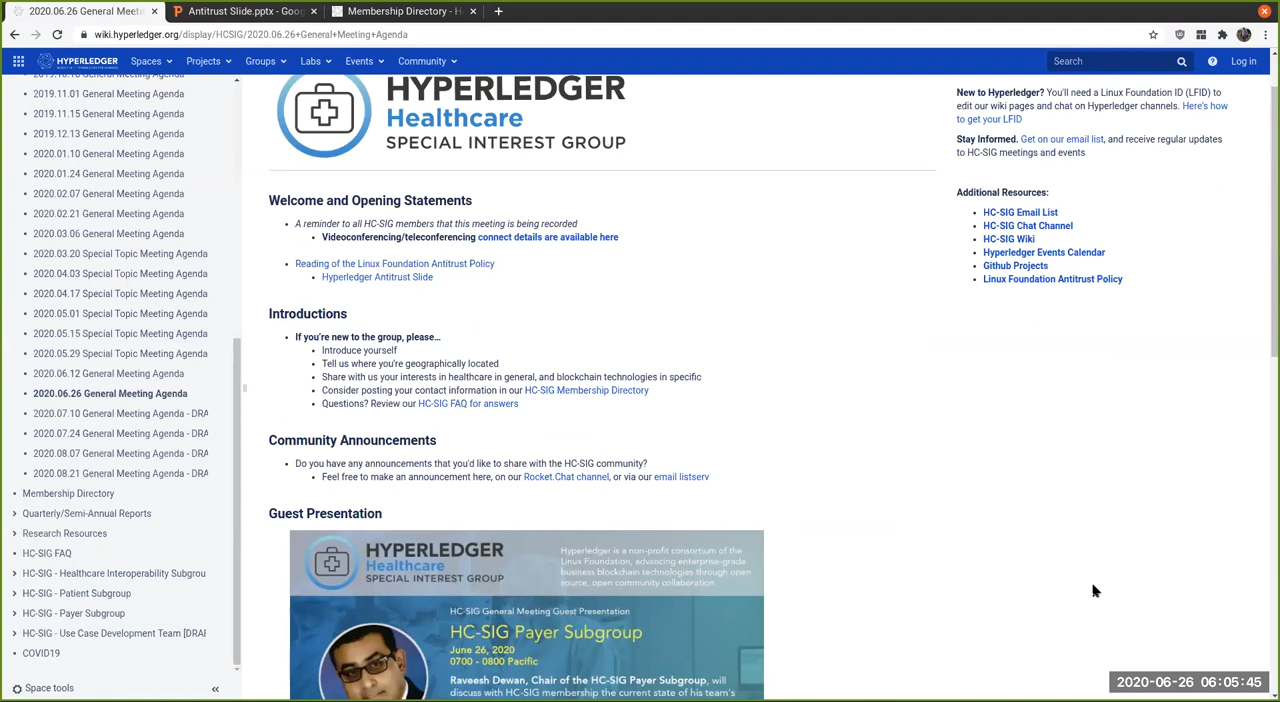 2020.06.26 General Meetin
Antitrust Slide.pptx - Goog
Membership Directory - H
wiki.hyperledger.org/display/HCSIG/2020.06.26+General+Meeting+Agenda
HYPERLEDGER
Spaces
Projects
Groups
Labs
Events
Community
Search
Log in
2019.10.18 General Meeting Agenda
2019.11.01 General Meeting Agenda
2019.11.15 General Meeting Agenda
2019.12.13 General Meeting Agenda
2020.01.10 General Meeting Agenda
2020.01.24 General Meeting Agenda
2020.02.07 General Meeting Agenda
2020.02.21 General Meeting Agenda
2020.03.06 General Meeting Agenda
2020.03.20 Special Topic Meeting Agenda
2020.04.03 Special Topic Meeting Agenda
2020.04.17 Special Topic Meeting Agenda
2020.05.01 Special Topic Meeting Agenda
2020.05.15 Special Topic Meeting Agenda
2020.05.29 Special Topic Meeting Agenda
2020.06.12 General Meeting Agenda
2020.06.26 General Meeting Agenda
2020.07.10 General Meeting Agenda - DRA
2020.07.24 General Meeting Agenda - DRA
2020.08.07 General Meeting Agenda - DRA
2020.08.21 General Meeting Agenda - DRA
Membership Directory
Quarterly/Semi-Annual Reports
Research Resources
HC-SIG FAQ
HC-SIG - Healthcare Interoperability Subgrou
HC-SIG - Patient Subgroup
HC-SIG - Payer Subgroup
HC-SIG - Use Case Development Team [DRAF
COVID19
Space tools
HYPERLEDGER
Healthcare
SPECIAL INTEREST GROUP
Welcome and Opening Statements
A reminder to all HC-SIG members that this meeting is being recorded
Videoconferencing/teleconferencing connect details are available here
Reading of the Linux Foundation Antitrust Policy
Hyperledger Antitrust Slide
Introductions
If you're new to the group, please…
Introduce yourself
Tell us where you're geographically located
Share with us your interests in healthcare in general, and blockchain technologies in specific
Consider posting your contact information in our HC-SIG Membership Directory
Questions? Review our HC-SIG FAQ for answers
Community Announcements
Do you have any announcements that you'd like to share with the HC-SIG community?
Feel free to make an announcement here, on our Rocket.Chat channel, or via our email listserv
Guest Presentation
HYPERLEDGER
Healthcare
SPECIAL INTEREST GROUP
Hyperledger is a non-profit consortium of the
Linux Foundation, advancing enterprise-grade
business blockchain technologies through open
source, open community collaboration
HC-SIG General Meeting Guest Presentation
HC-SIG Payer Subgroup
June 26, 2020
0700 - 0800 Pacific
Raveesh Dewan, Chair of the HC-SIG Payer Subgroup, will
discuss with HC-SIG membership the current state of his team's
New to Hyperledger? You'll need a Linux Foundation ID (LFID) to
edit our wiki pages and chat on Hyperledger channels. Here's how
to get your LFID
Stay Informed. Get on our email list, and receive regular updates
to HC-SIG meetings and events
Additional Resources:
HC-SIG Email List
HC-SIG Chat Channel
HC-SIG Wiki
Hyperledger Events Calendar
Github Projects
Linux Foundation Antitrust Policy
2020-06-26 06:05:45